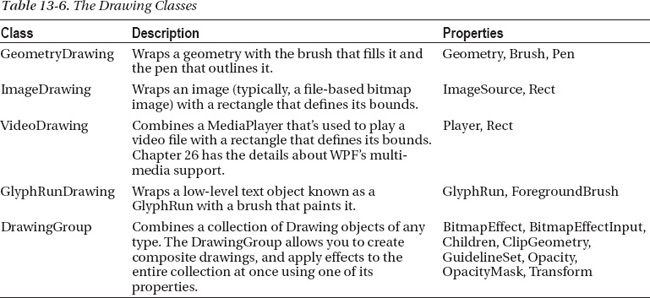 Table 13-6. The Drawing Classes
Class Description Properties
GeometryDrawing Wraps a geometry with the brush that fills it and Geometry, Brush, Pen
the pen that outlines it.
ImageDrawing Wraps an image (typically, a file-based bitmap ImageSource, Rect
image) with a rectangle that defines its bounds.
VideoDrawing Combines a MediaPlayer that's used to play a Player, Rect
video file with a rectangle that defines its bounds.
Chapter 26 has the details about WPF's multi-
media support.
GlyphRunDrawing Wraps a low-level text object known as a GlyphRun, ForegroundBrush
GlyphRun with a brush that paints it.
DrawingGroup Combines a collection of Drawing objects of any BitmapEffect, BitmapEffectInput,
type. The DrawingGroup allows you to create Children, ClipGeometry,
composite drawings, and apply effects to the GuidelineSet, Opacity,
entire collection at once using one of its OpacityMask, Transform
properties.